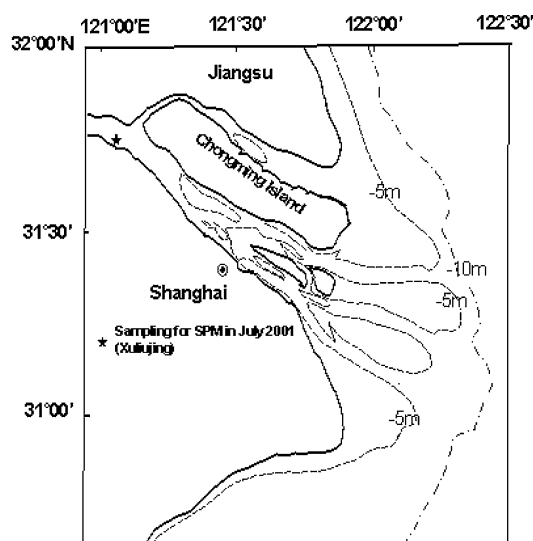 121°00' 121°30' 122°00' 122°30'
32°00'N
Jiangsu
Chongming Island
-5m
31°30'
-10m
-5m
Shanghai
Sampling for SPM in July 2001
(Xuliujing)
31°00'
-5m